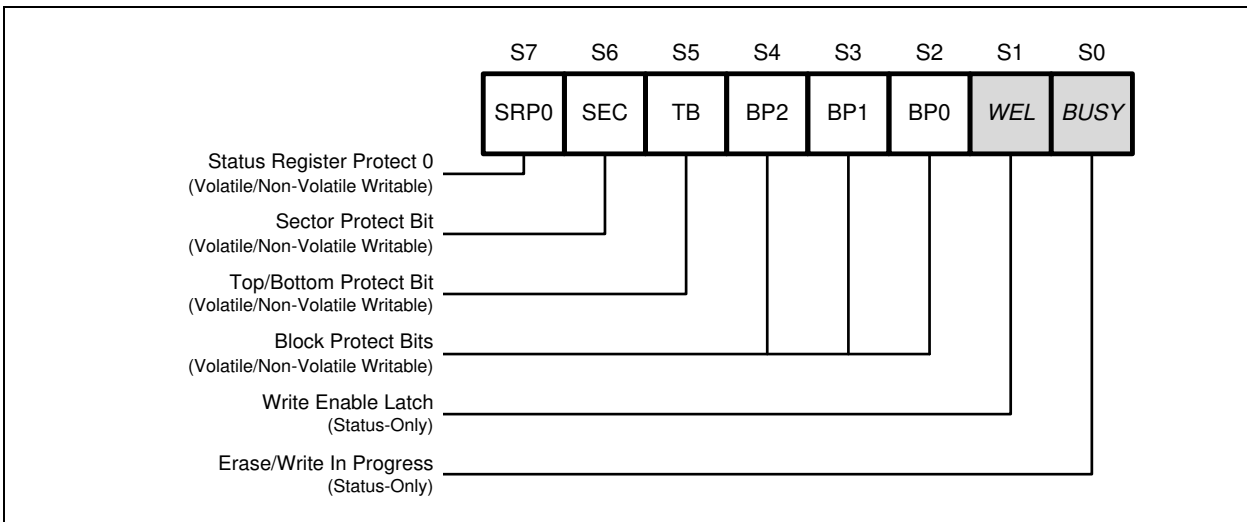 S7 S6 S5 S4 S3 S2 S1 S0
SRP0 SEC TB BP2 BP1 BP0 WEL BUSY
Status Register Protect 0
(Volatile/Non-Volatile Writable)
Sector Protect Bit
(Volatile/Non-Volatile Writable)
Top/Bottom Protect Bit
(Volatile/Non-Volatile Writable)
Block Protect Bits
(Volatile/Non-Volatile Writable)
Write Enable Latch
(Status-Only)
Erase/Write In Progress
(Status-Only)